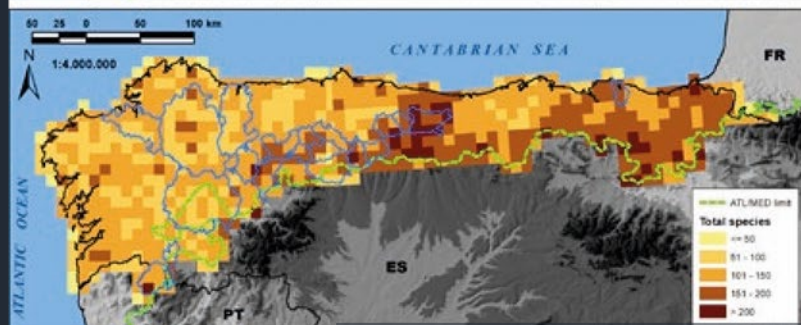 50 25 0 50 100 km
N
1:4.000.000
CANTABRIAN SEA
FR
ATLANTIC OCEAN
ES
PT
ATL/MED limit
Total species
<= 50
51 - 100
101 - 150
151 - 200
> 200